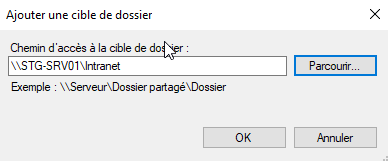 Ajouter une cible de dossier
Chemin d'accès à la cible de dossier :
\\STG-SRV01\Intranet
Parcourir...
Exemple : \\Serveur\Dossier partagé\Dossier
OK
Annuler